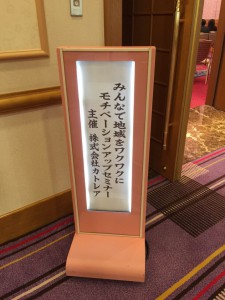 みんなで地域をワクワクに
モチベーションアップセミナー
主催 株式会社カトレア